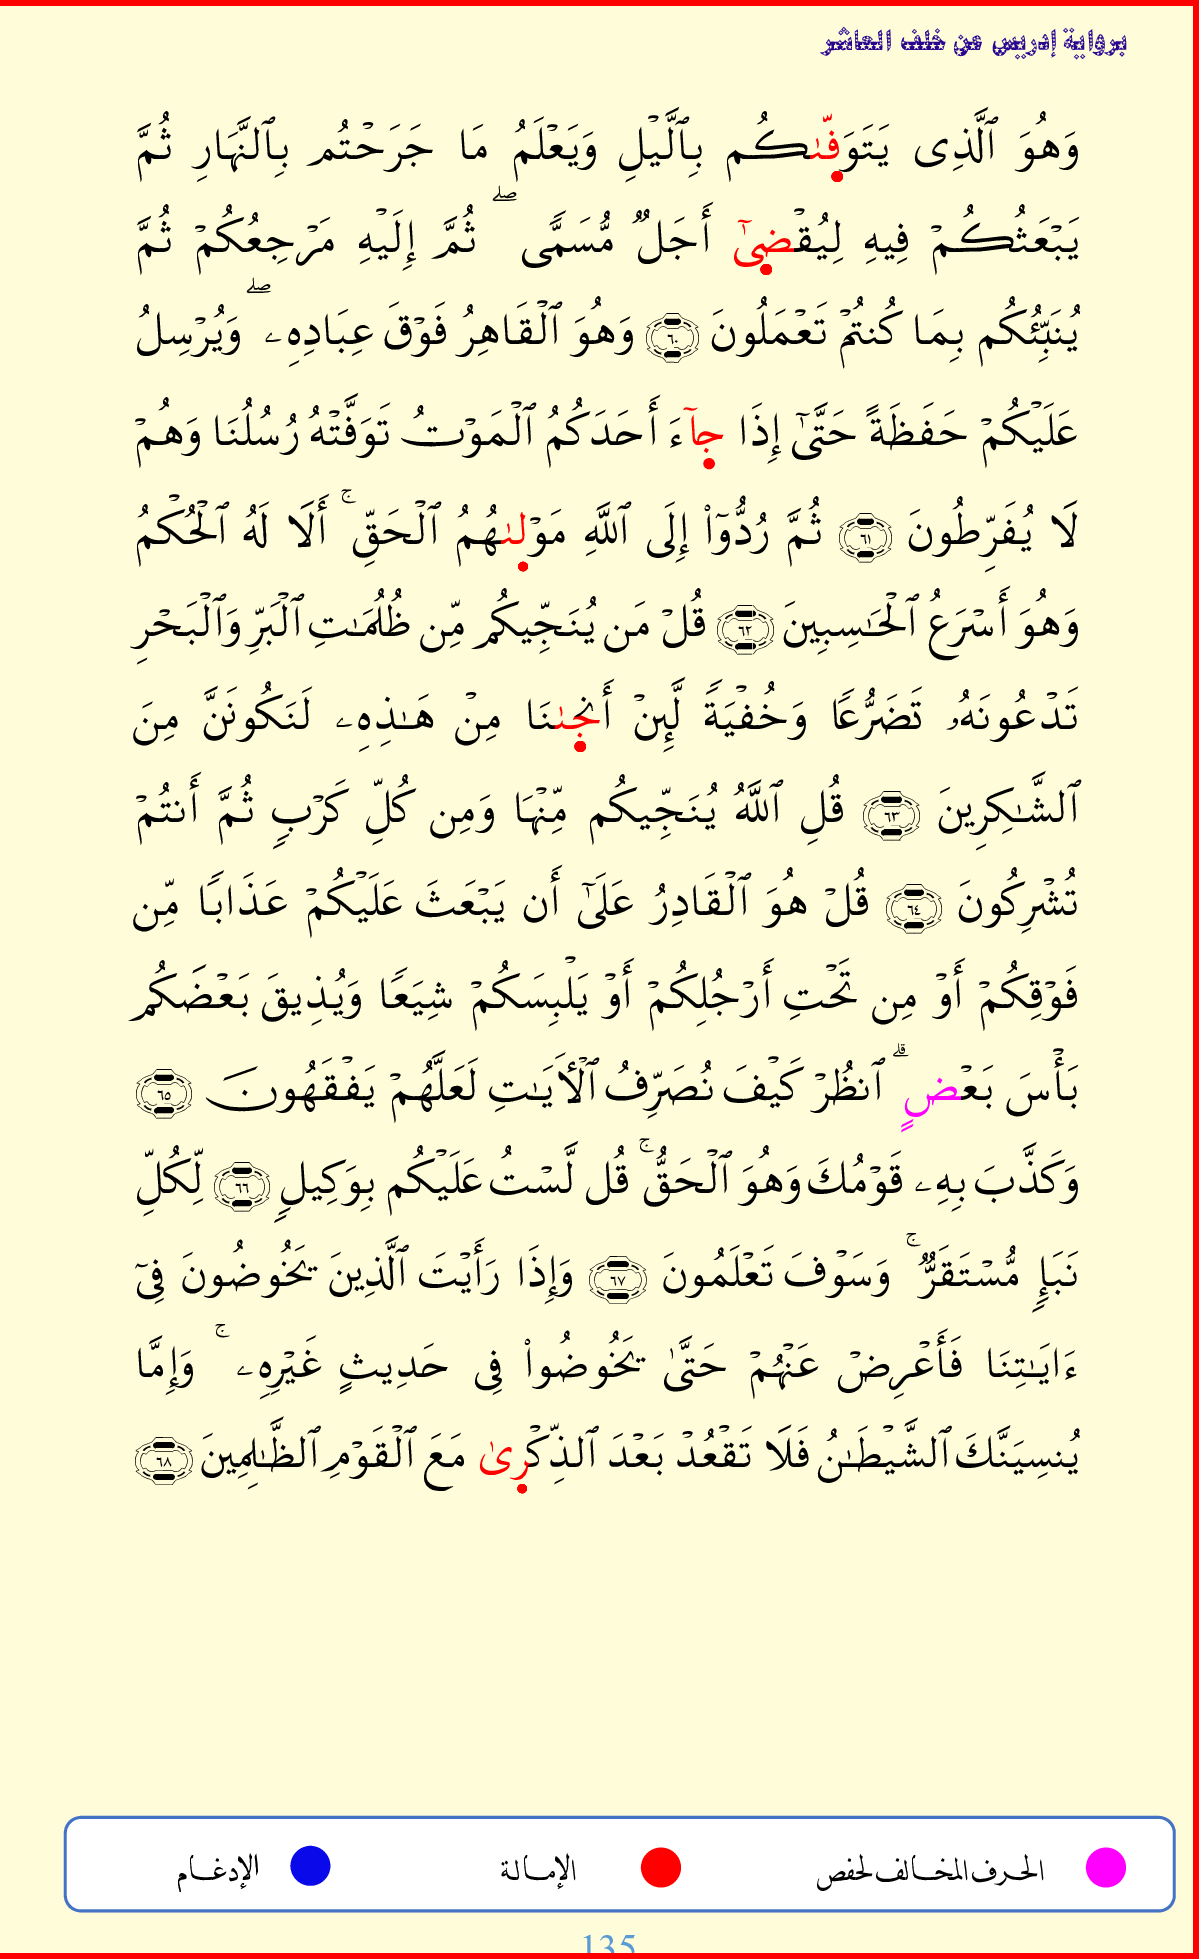 برواية إدريس عن خلف العاشر
وَهُوَ ٱلَّذِى يَتَوَفَّىٰكُم بِٱلَّيۡلِ وَيَعۡلَمُ مَا جَرَحۡتُم بِٱلنَّهَارِ ثُمَّ
يَبۡعَثُكُمۡ فِيهِ لِيُقۡضِىٰٓ أَجَلٌ مُّسَمًّى ۖ ثُمَّ إِلَيۡهِ مَرۡجِعُكُمۡ ثُمَّ
يُنَبِّئُكُم بِمَا كُنتُمۡ تَعۡمَلُونَ ٦٠ وَهُوَ ٱلۡقَاهِرُ فَوۡقَ عِبَادِهِۦ ۖ وَيُرۡسِلُ
عَلَيۡكُمۡ حَفَظَةً حَتَّىٰٓ إِذَا جِآءَ أَحَدَكُمُ ٱلۡمَوۡتُ تَوَفَّتۡهُ رُسُلُنَا وَهُمۡ
لَا يُفَرِّطُونَ ٦١ ثُمَّ رُدُّوٓاْ إِلَى ٱللَّهِ مَوۡلِىٰهُمُ ٱلۡحَقِّ ۚ أَلَا لَهُ ٱلۡحُكۡمُ
وَهُوَ أَسۡرَعُ ٱلۡحَـٰسِبِينَ ٦٢ قُلۡ مَن يُنَجِّيكُم مِّن ظُلُمَـٰتِ ٱلۡبَرِّ وَٱلۡبَحۡرِ
تَدۡعُونَهُۥ تَضَرُّعًا وَخُفۡيَةً لَّئِنۡ أَنجِىٰنَا مِنۡ هَـٰذِهِۦ لَنَكُونَنَّ مِنَ
ٱلشَّـٰكِرِينَ ٦٣ قُلِ ٱللَّهُ يُنَجِّيكُم مِّنۡهَا وَمِن كُلِّ كَرۡبٍ ثُمَّ أَنتُمۡ
تُشۡرِكُونَ ٦٤ قُلۡ هُوَ ٱلۡقَادِرُ عَلَىٰٓ أَن يَبۡعَثَ عَلَيۡكُمۡ عَذَابًا مِّن
فَوۡقِكُمۡ أَوۡ مِن تَحۡتِ أَرۡجُلِكُمۡ أَوۡ يَلۡبِسَكُمۡ شِيَعًا وَيُذِيقَ بَعۡضَكُم
بَأۡسَ بَعۡضٍ ۗ ٱنظُرۡ كَيۡفَ نُصَرِّفُ ٱلۡأَيَـٰتِ لَعَلَّهُمۡ يَفۡقَهُونَ ٦٥
وَكَذَّبَ بِهِۦ قَوۡمُكَ وَهُوَ ٱلۡحَقُّ ۚ قُل لَّسۡتُ عَلَيۡكُم بِوَكِيلٍ ٦٦ لِّكُلِّ
نَبَإٍ مُّسۡتَقَرٌّ ۚ وَسَوۡفَ تَعۡلَمُونَ ٦٧ وَإِذَا رَأَيۡتَ ٱلَّذِينَ يَخُوضُونَ فِىٓ
ءَايَـٰتِنَا فَأَعۡرِضۡ عَنۡهُمۡ حَتَّىٰ يَخُوضُواْ فِى حَدِيثٍ غَيۡرِهِۦ ۚ وَإِمَّا
يُنسِيَنَّكَ ٱلشَّيۡطَـٰنُ فَلَا تَقۡعُدۡ بَعۡدَ ٱلذِّكۡرِىٰ مَعَ ٱلۡقَوۡمِ ٱلظَّـٰلِمِينَ ٦٨
الحرف المخالف لحفص الإمالة الإدغام
135